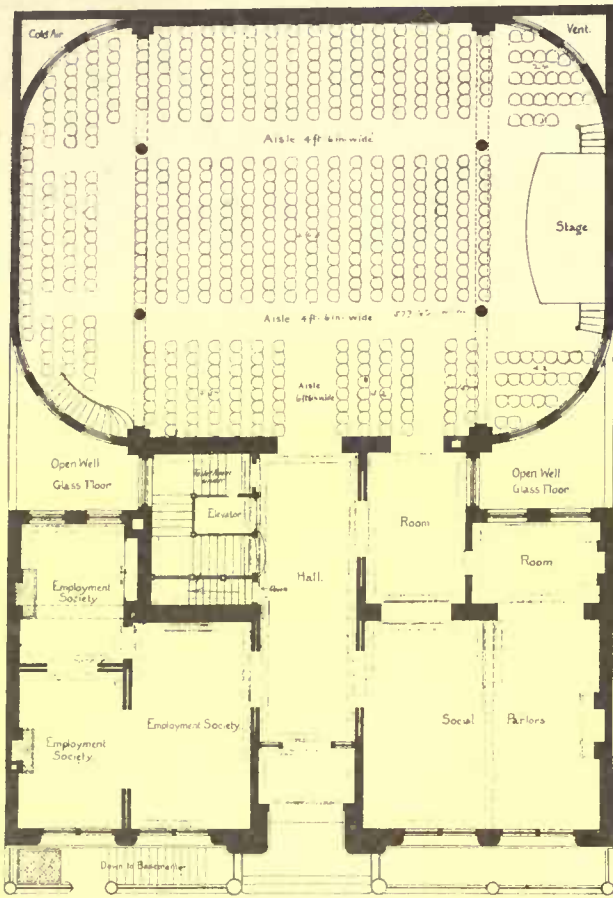 Cold Air
Vent.
24
Aisle 4 ft. 6 in. wide
Stage
Aisle 4 ft. 6 in. wide
Aisle
42
Open Well
Glass Floor
Open Well
Glass Floor
Elevator
Room
Room
Hall.
Employment
Society
Employment Society.
Employment
Society
Social Parlors
Down to Basement